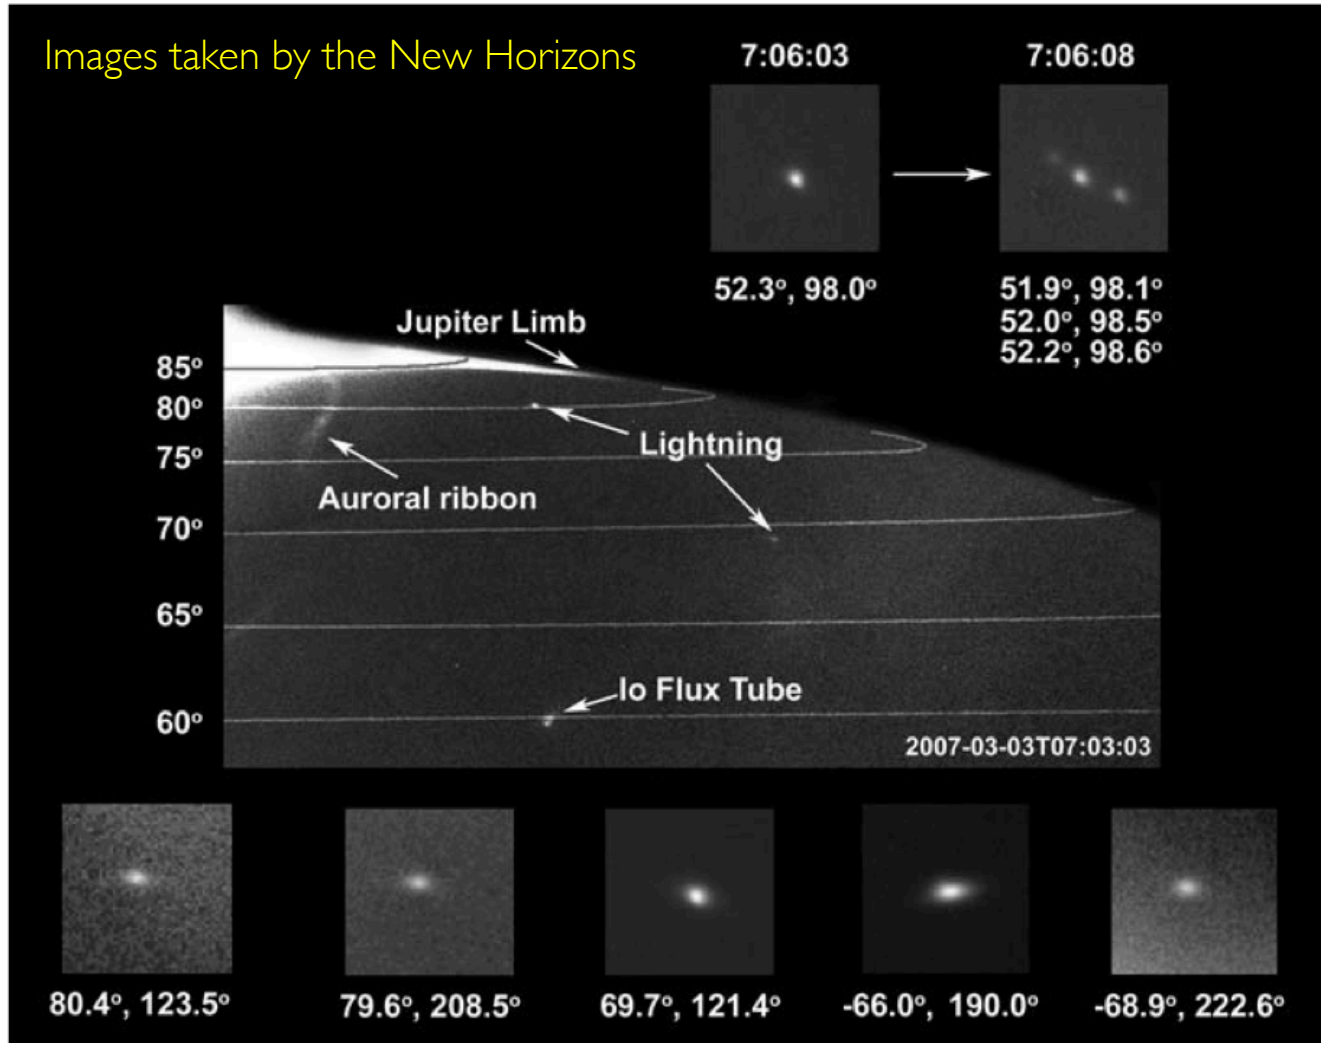 Images taken by the New Horizons
7:06:03
7:06:08
52.3°, 98.0°
51.9°, 98.1°
52.0°, 98.5°
52.2°, 98.6°
Jupiter Limb
85°
80°
Lightning
75°
Auroral ribbon
70°
65°
Io Flux Tube
60°
2007-03-03T07:03:03
80.4°, 123.5°
79.6°, 208.5°
69.7°, 121.4°
-66.0°, 190.0°
-68.9°, 222.6°